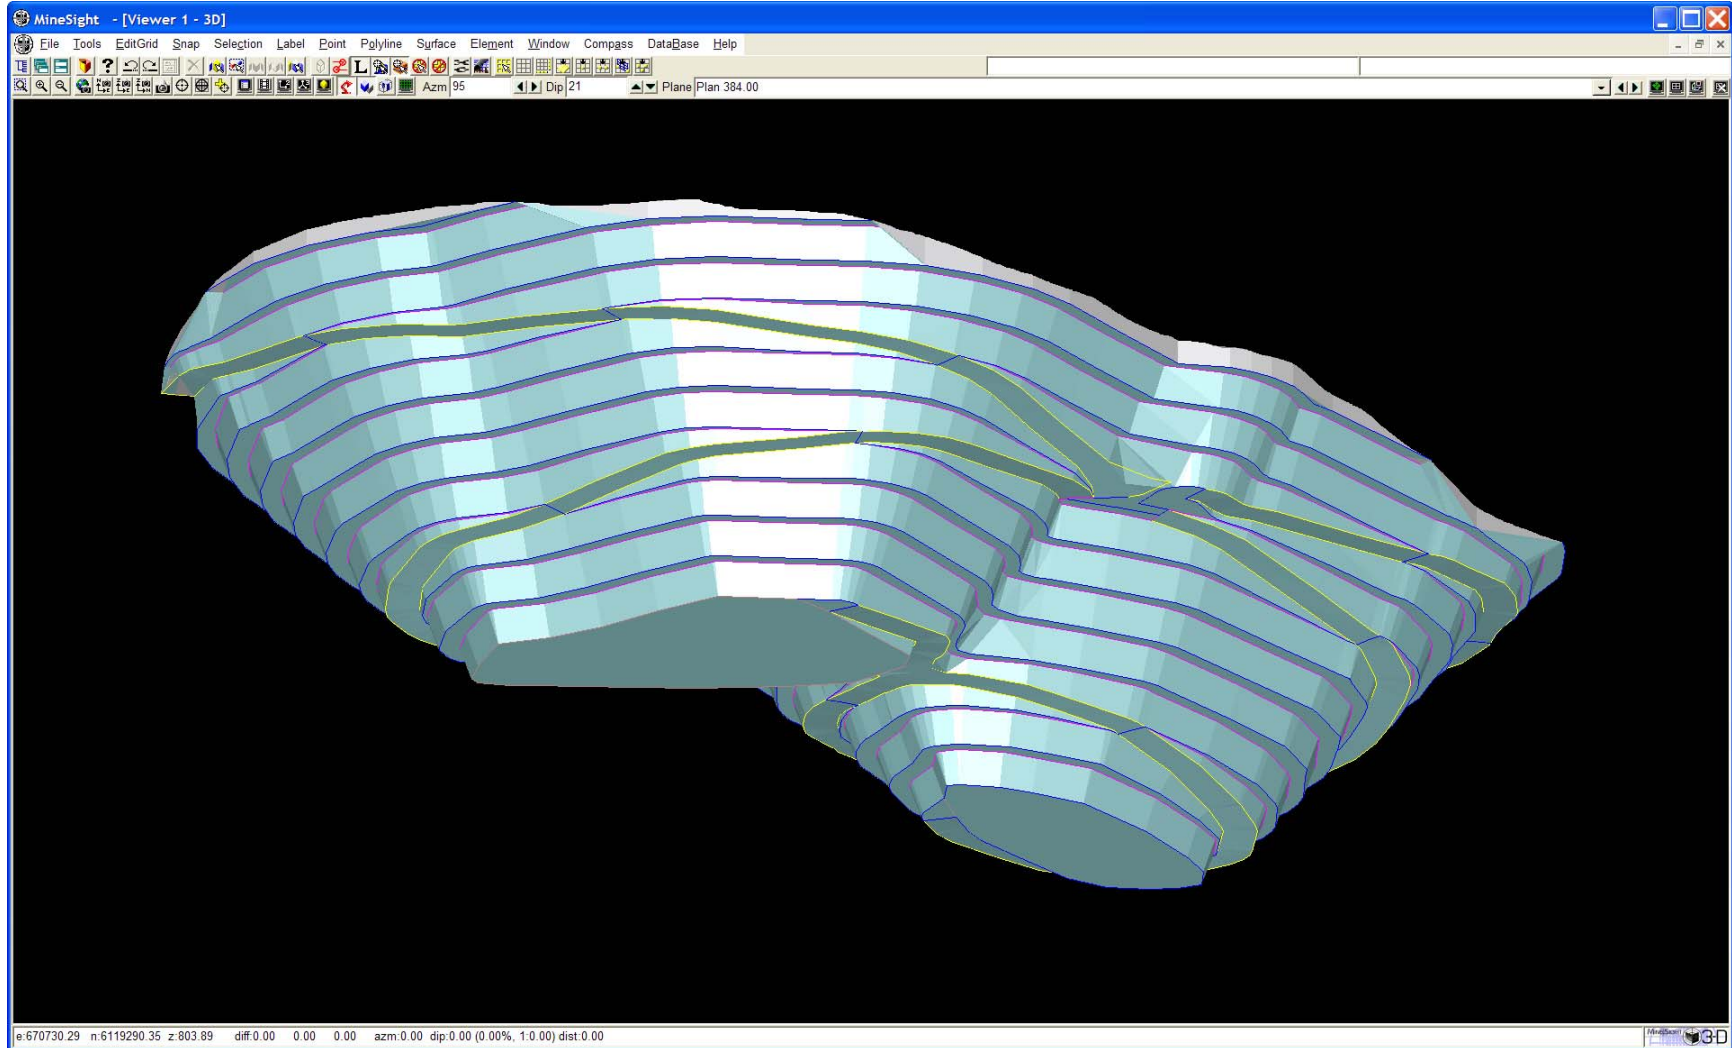 MineSight - [Viewer 1 - 3D]
File Tools EditGrid Snap Selection Label Point Polyline Surface Element Window Compass DataBase Help
Azm 95 Dip 21 Plane Plan 384.00
e:670730.29 n:6119290.35 z:803.89 diff:0.00 0.00 0.00 azm:0.00 dip:0.00 (0.00%, 1:0.00) dist:0.00
MineSight 3-D